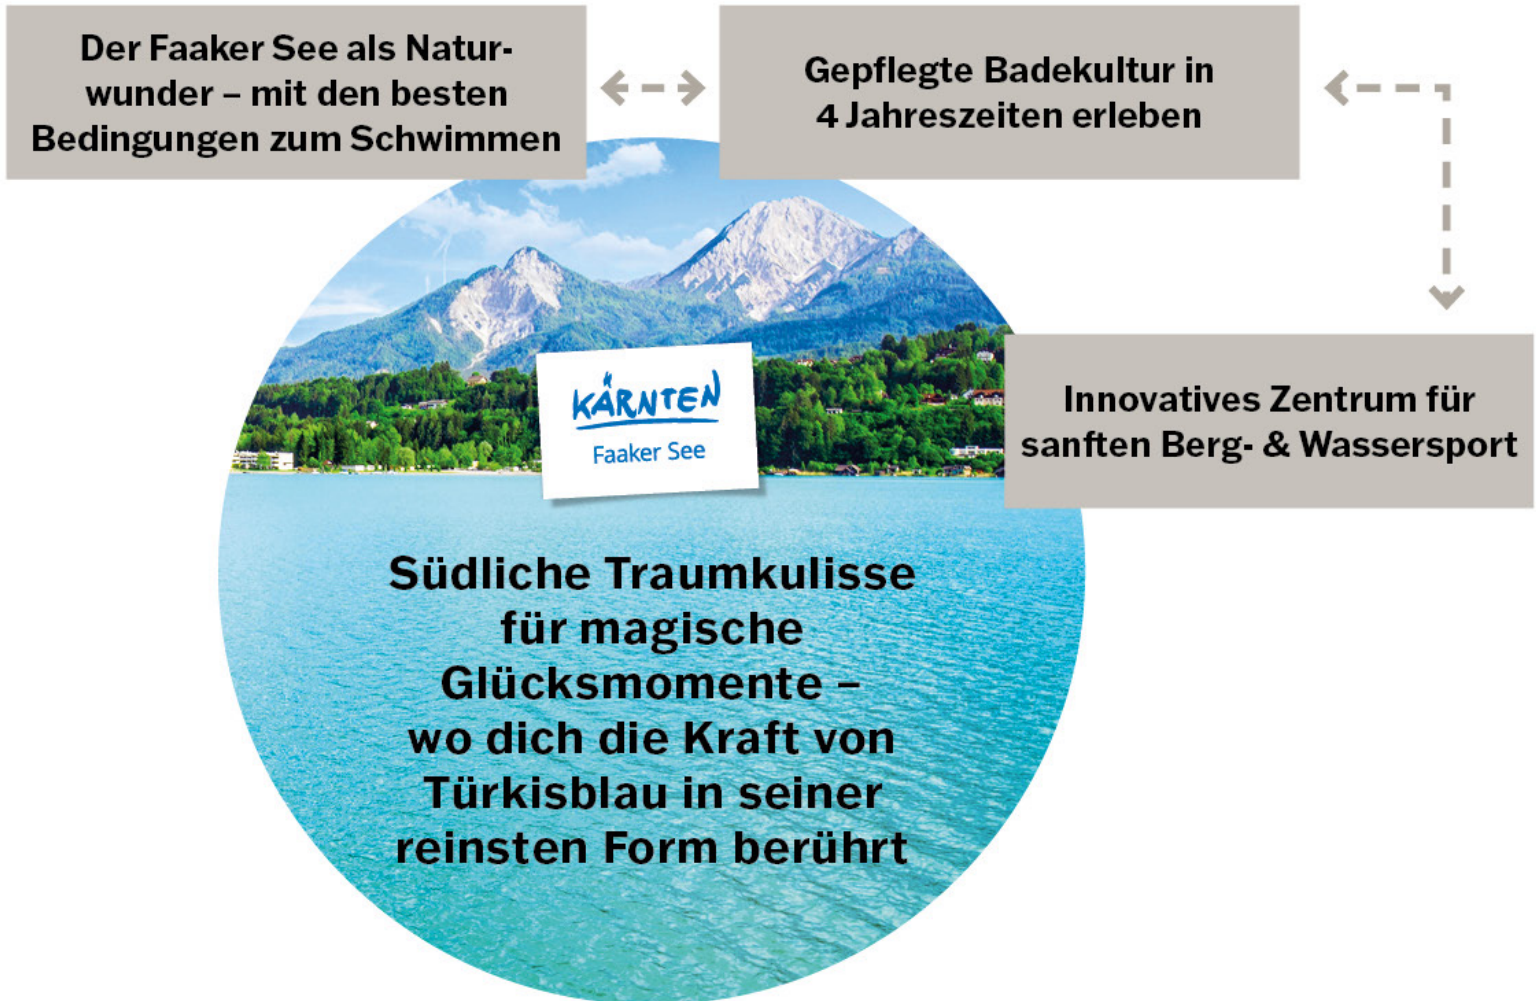 Der Faaker See als Natur-
wunder – mit den besten
Bedingungen zum Schwimmen
Gepflegte Badekultur in
4 Jahreszeiten erleben
Innovatives Zentrum für
sanften Berg- & Wassersport
KÄRNTEN
Faaker See
Südliche Traumkulisse
für magische
Glücksmomente –
wo dich die Kraft von
Türkisblau in seiner
reinsten Form berührt